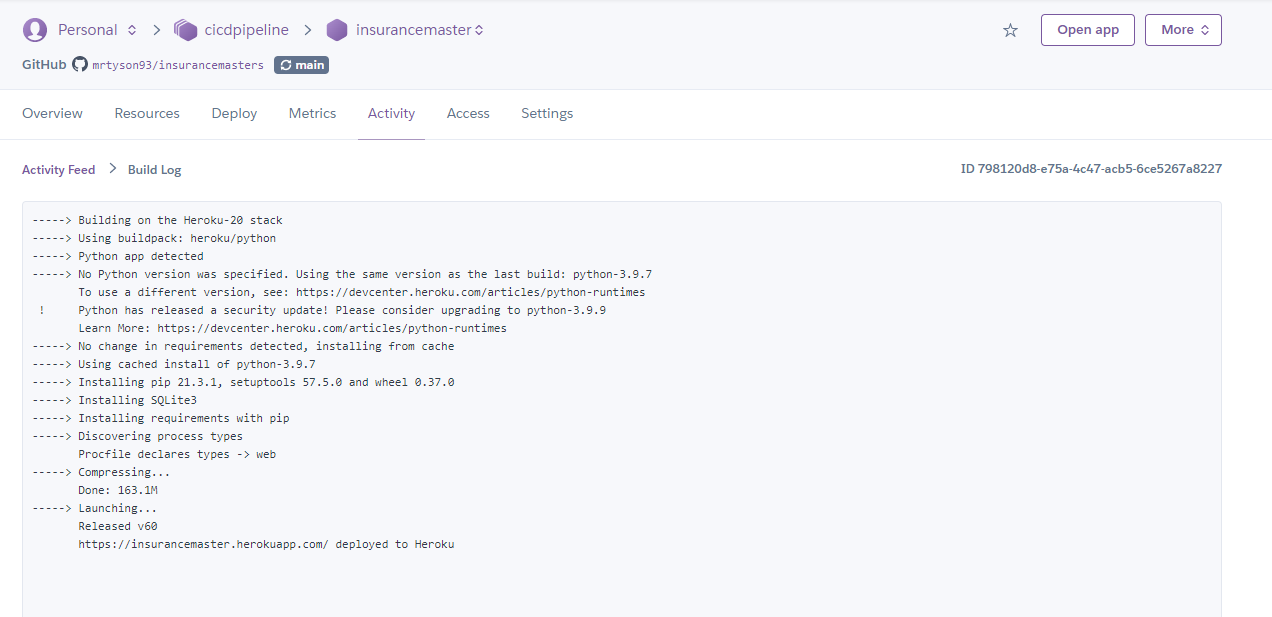 Personal > cicdpipeline > insurancemaster
Open app
More
GitHub mrtyson93/insurancemasters main
Overview Resources Deploy Metrics Activity Access Settings
Activity Feed > Build Log
ID 798120d8-e75a-4c47-acb5-6ce5267a8227
-----> Building on the Heroku-20 stack
-----> Using buildpack: heroku/python
-----> Python app detected
-----> No Python version was specified. Using the same version as the last build: python-3.9.7
To use a different version, see: https://devcenter.heroku.com/articles/python-runtimes
! Python has released a security update! Please consider upgrading to python-3.9.9
Learn More: https://devcenter.heroku.com/articles/python-runtimes
-----> No change in requirements detected, installing from cache
-----> Using cached install of python-3.9.7
-----> Installing pip 21.3.1, setuptools 57.5.0 and wheel 0.37.0
-----> Installing SQLite3
-----> Installing requirements with pip
-----> Discovering process types
Procfile declares types -> web
-----> Compressing...
Done: 163.1M
-----> Launching...
Released v60
https://insurancemaster.herokuapp.com/ deployed to Heroku